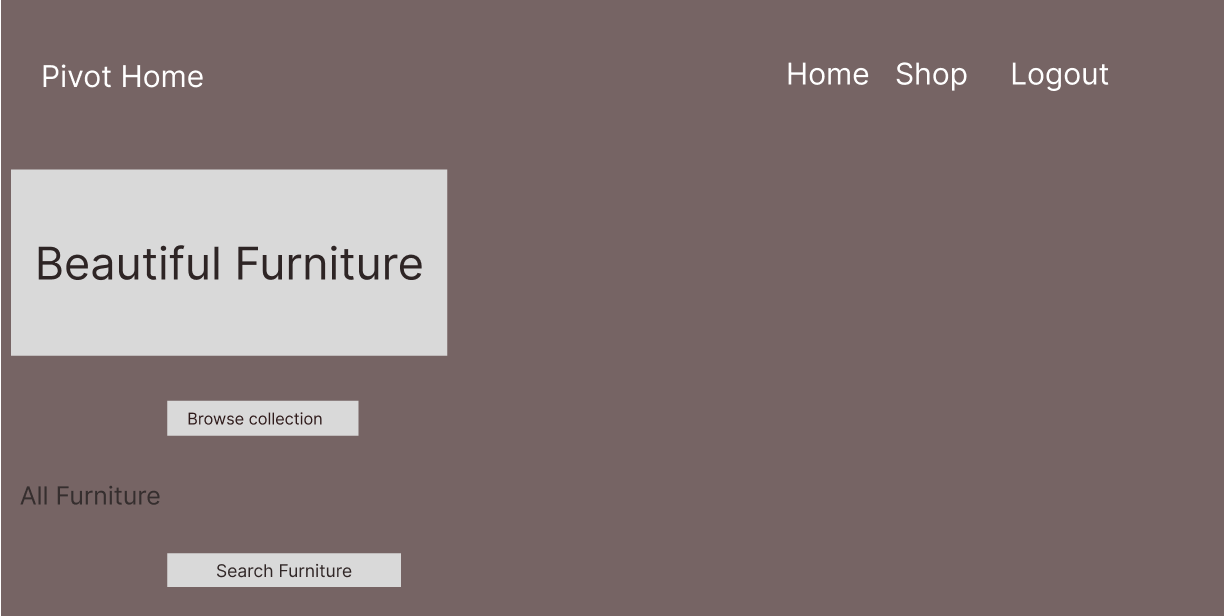 Pivot Home
Home Shop Logout
Beautiful Furniture
Browse collection
All Furniture
Search Furniture